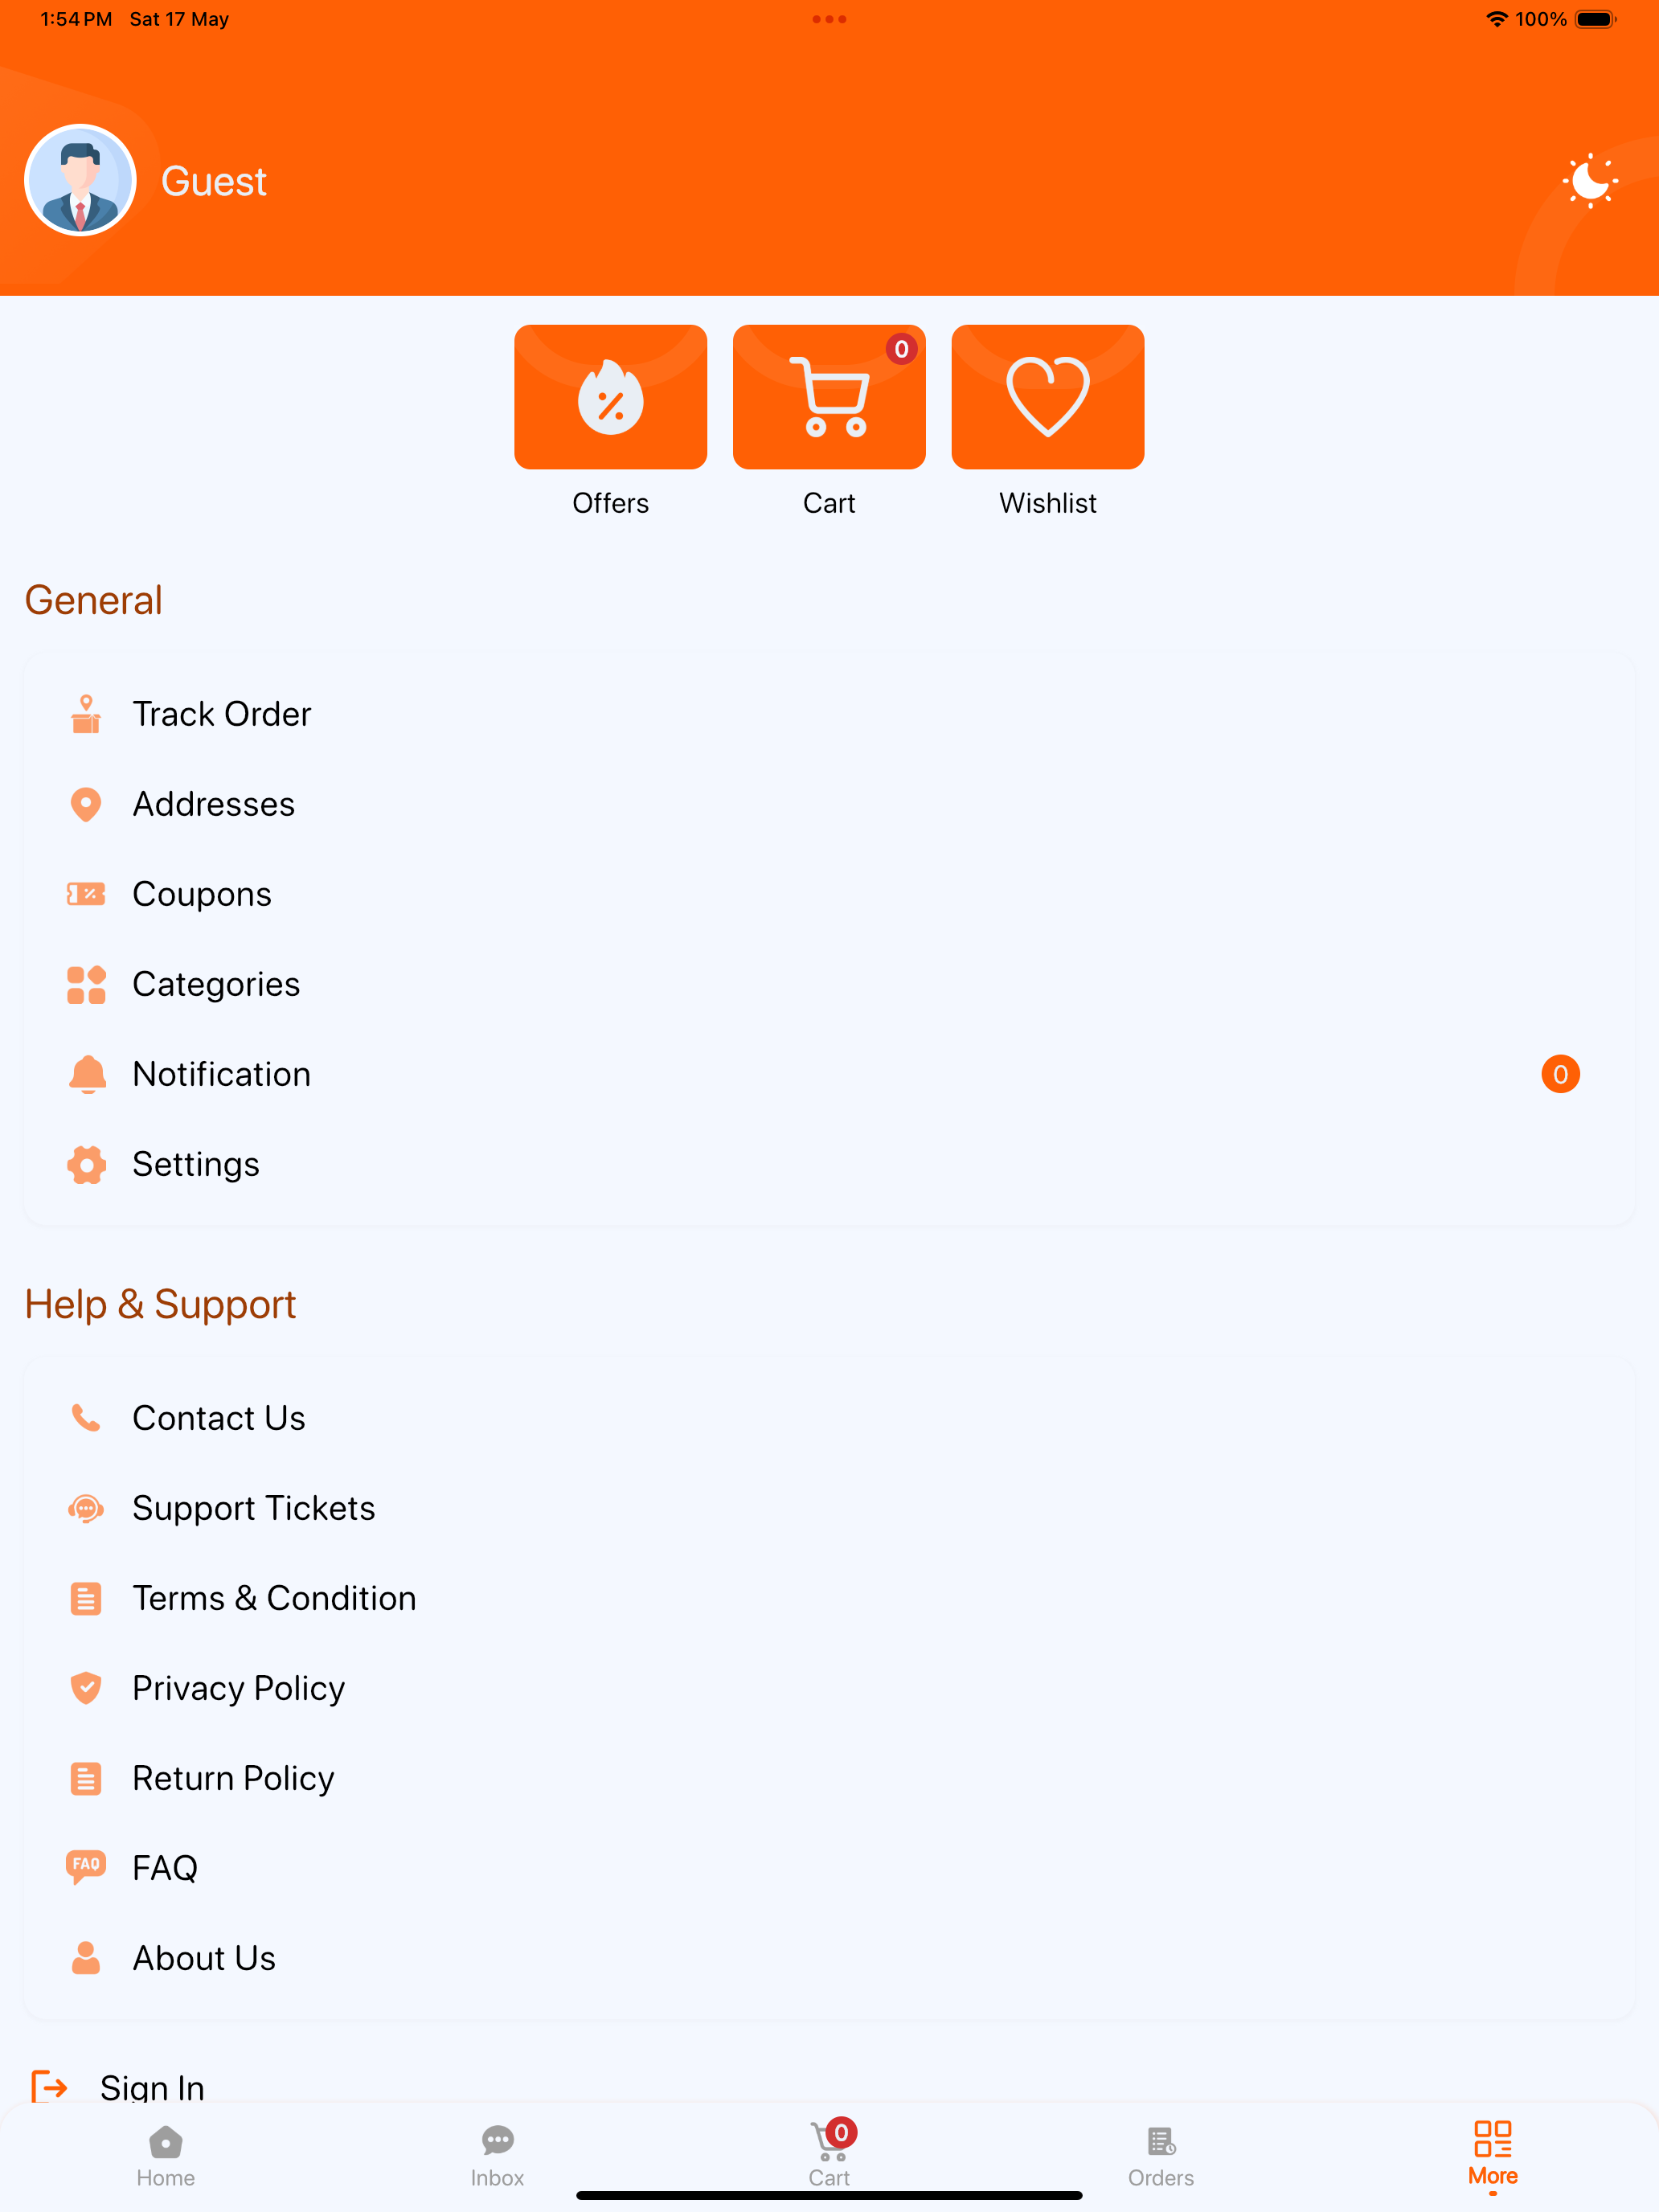 1:54 PM Sat 17 May 100%
Guest
0
Offers Cart Wishlist
General
Track Order
Addresses
Coupons
Categories
Notification 0
Settings
Help & Support
Contact Us
Support Tickets
Terms & Condition
Privacy Policy
Return Policy
FAQ FAQ
About Us
Sign In
0
Home Inbox Cart Orders More